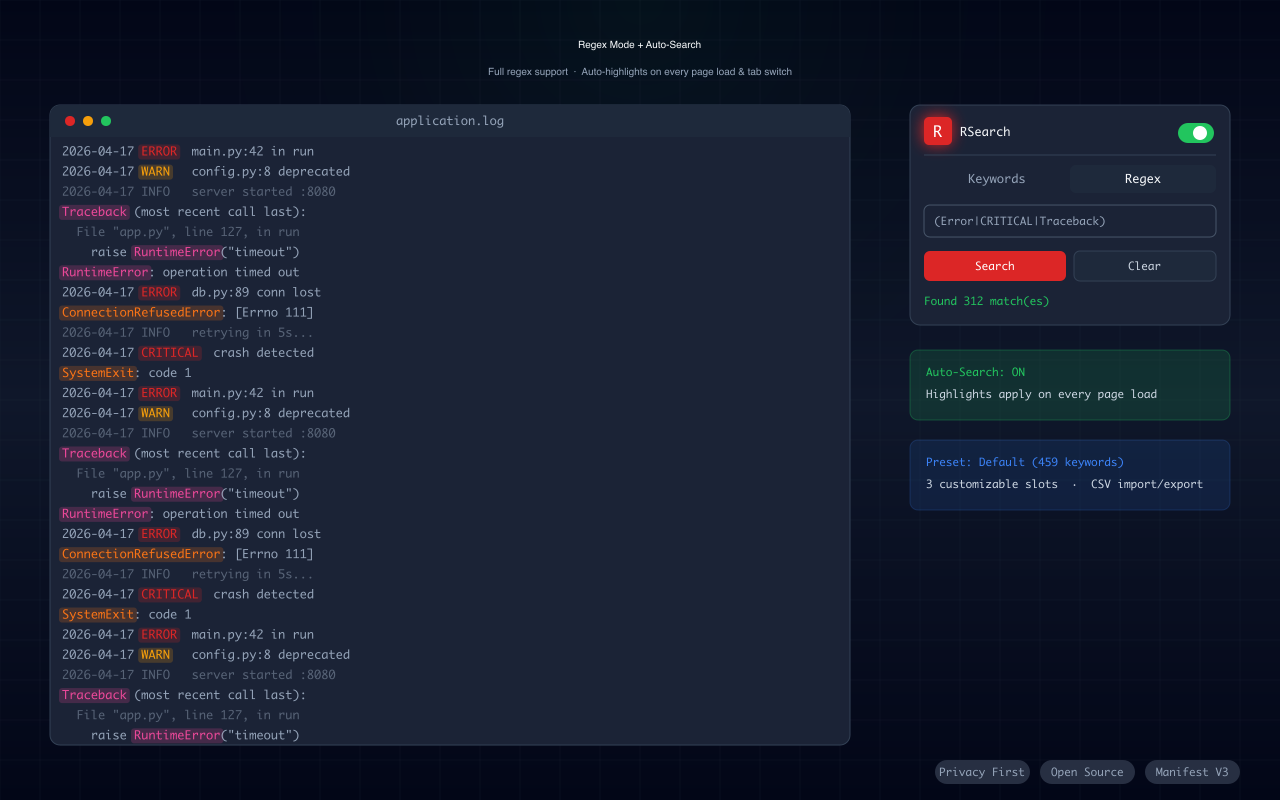 Regex Mode + Auto-Search
Full regex support · Auto-highlights on every page load & tab switch
application.log
2026-04-17 ERROR main.py:42 in run
2026-04-17 WARN config.py:8 deprecated
2026-04-17 INFO server started :8080
Traceback (most recent call last):
File "app.py", line 127, in run
raise RuntimeError("timeout")
RuntimeError: operation timed out
2026-04-17 ERROR db.py:89 conn lost
ConnectionRefusedError: [Errno 111]
2026-04-17 INFO retrying in 5s...
2026-04-17 CRITICAL crash detected
SystemExit: code 1
2026-04-17 ERROR main.py:42 in run
2026-04-17 WARN config.py:8 deprecated
2026-04-17 INFO server started :8080
Traceback (most recent call last):
File "app.py", line 127, in run
raise RuntimeError("timeout")
RuntimeError: operation timed out
2026-04-17 ERROR db.py:89 conn lost
ConnectionRefusedError: [Errno 111]
2026-04-17 INFO retrying in 5s...
2026-04-17 CRITICAL crash detected
SystemExit: code 1
2026-04-17 ERROR main.py:42 in run
2026-04-17 WARN config.py:8 deprecated
2026-04-17 INFO server started :8080
Traceback (most recent call last):
File "app.py", line 127, in run
raise RuntimeError("timeout")
R RSearch
Keywords Regex
(Error|CRITICAL|Traceback)
Search Clear
Found 312 match(es)
Auto-Search: ON
Highlights apply on every page load
Preset: Default (459 keywords)
3 customizable slots · CSV import/export
Privacy First Open Source Manifest V3